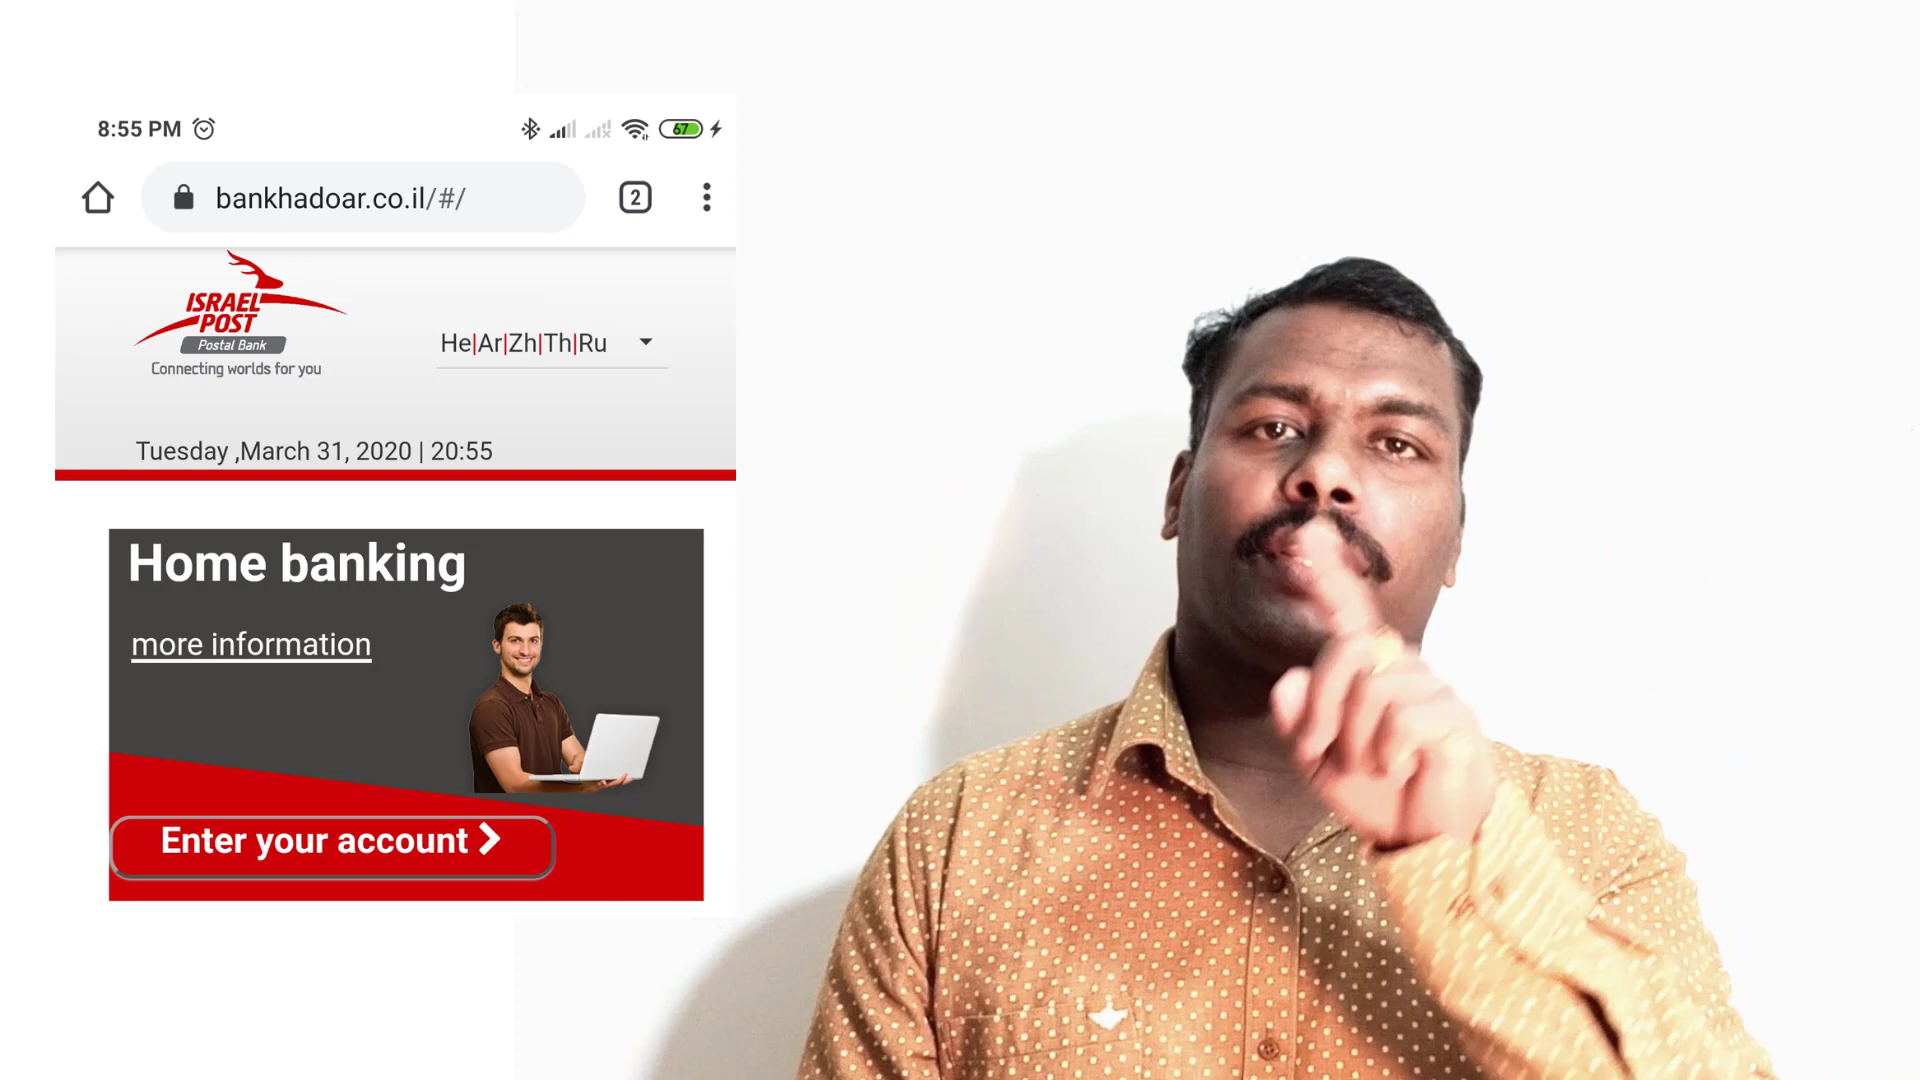 8:55 PM
67
bankhadoar.co.il/#/
2
ISRAEL
POST
Postal Bank
Connecting worlds for you
He|Ar|Zh|Th|Ru
Tuesday ,March 31, 2020 | 20:55
Home banking
more information
Enter your account